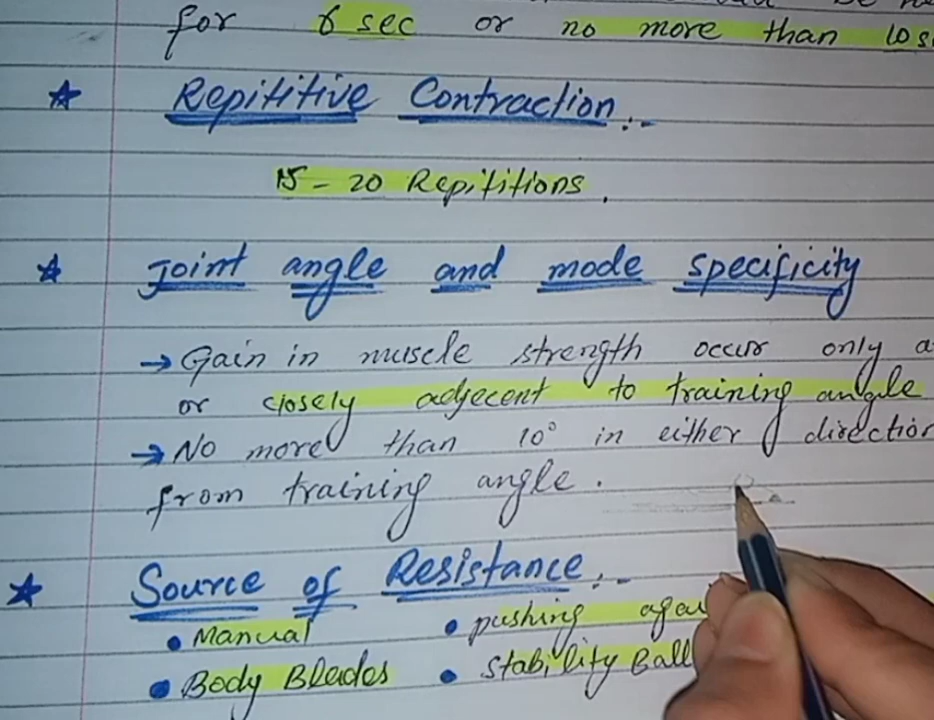 for 6 sec or no more than 10s
☆ Repititive Contraction :-
15 - 20 Repititions.
☆ Joint angle and mode specificity
→ Gain in muscle strength occur only a
or closely adjecent to training angle
→ No more than 10° in either direction
from training angle.
☆ Source of Resistance :-
• Manual • pushing agai
• Body Blades • Stability Ball